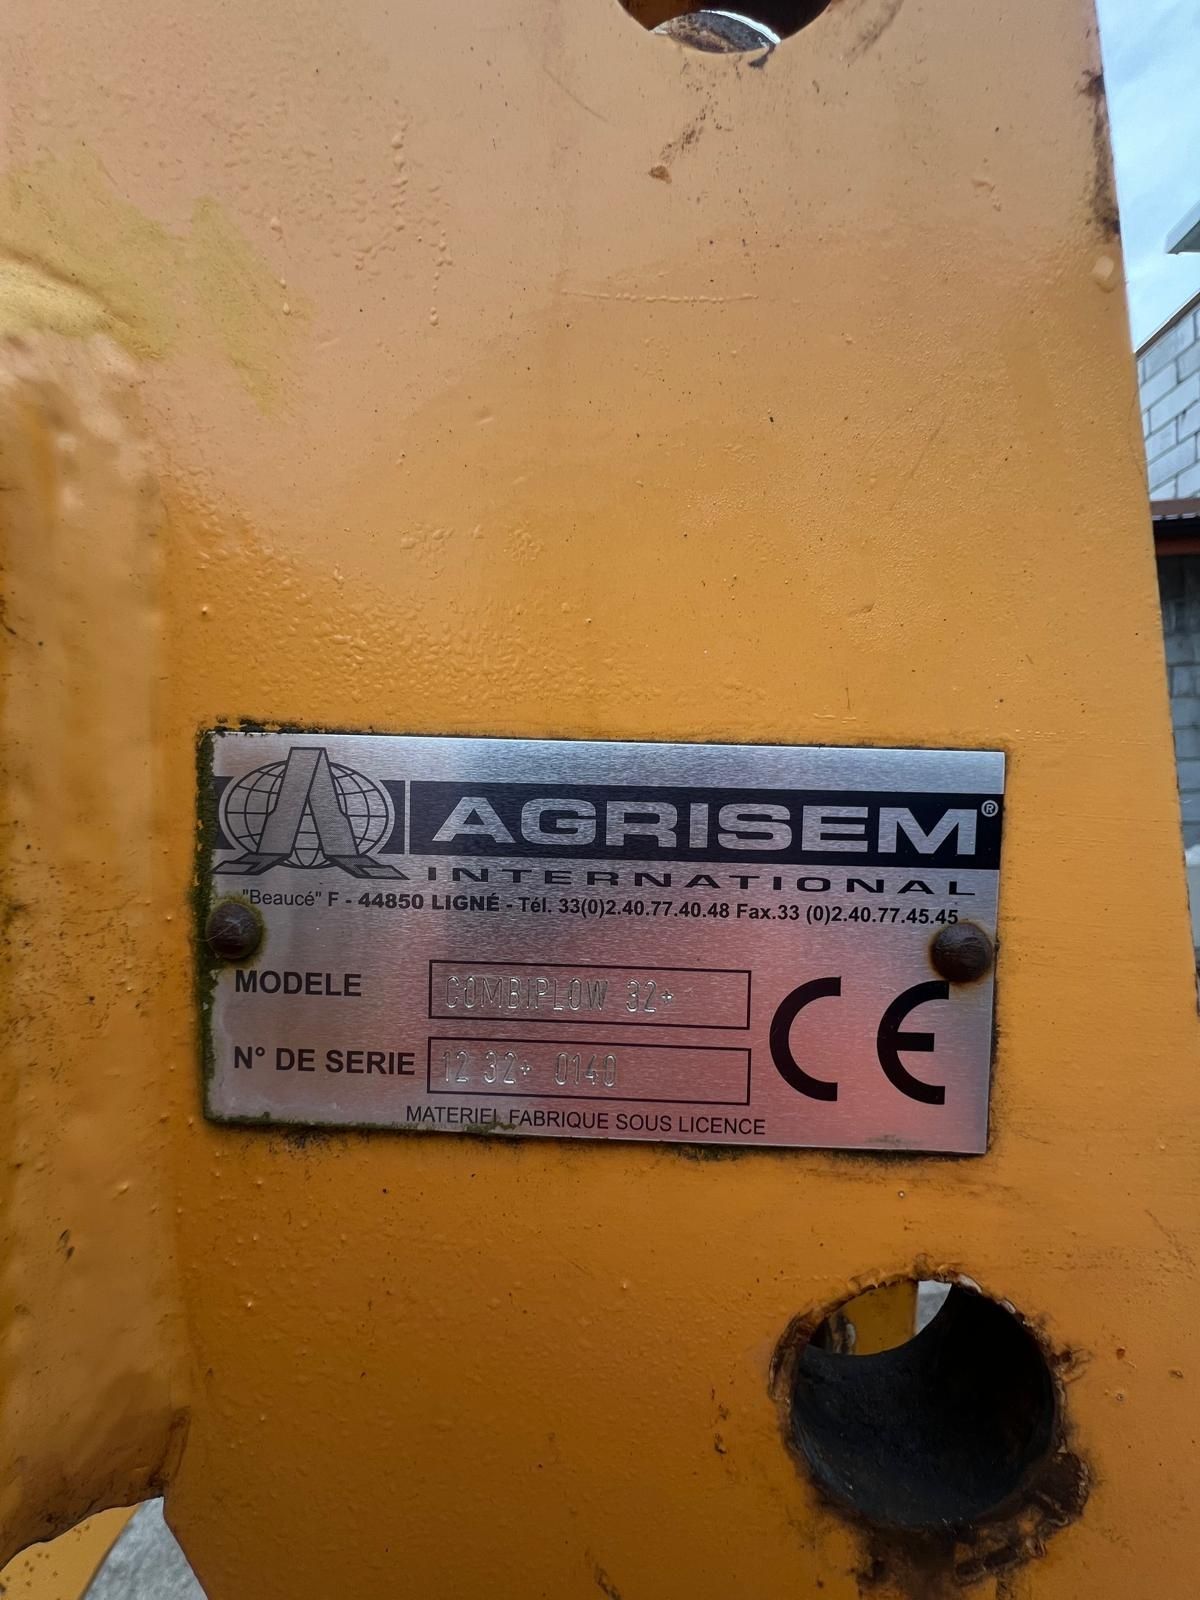 AGRISEM®
INTERNATIONAL
"Beaucé" F - 44850 LIGNÉ - Tél. 33(0)2.40.77.40.48 Fax.33 (0)2.40.77.45.45
MODELE COMBIPLOW 32+
N° DE SERIE 12 32+ 0140
CE
MATERIEL FABRIQUE SOUS LICENCE